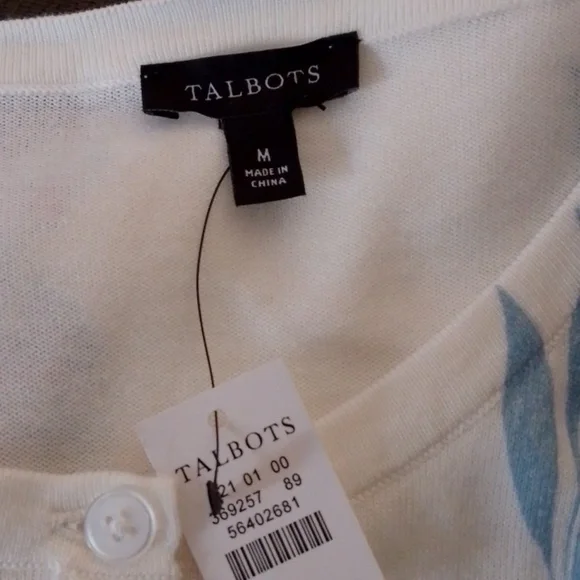 TALBOTS
M
MADE IN
CHINA
TALBOTS
21 01 00
369257 89
56402681